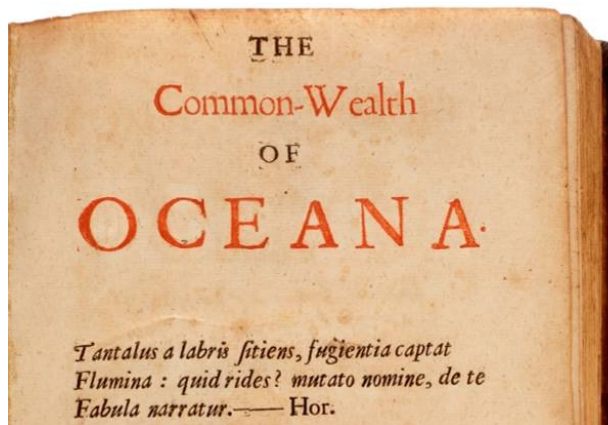 THE
Common-Wealth
OF
OCEANA.
Tantalus a labris ſitiens, fugientia captat
Flumina : quid rides? mutato nomine, de te
Fabula narratur.—— Hor.